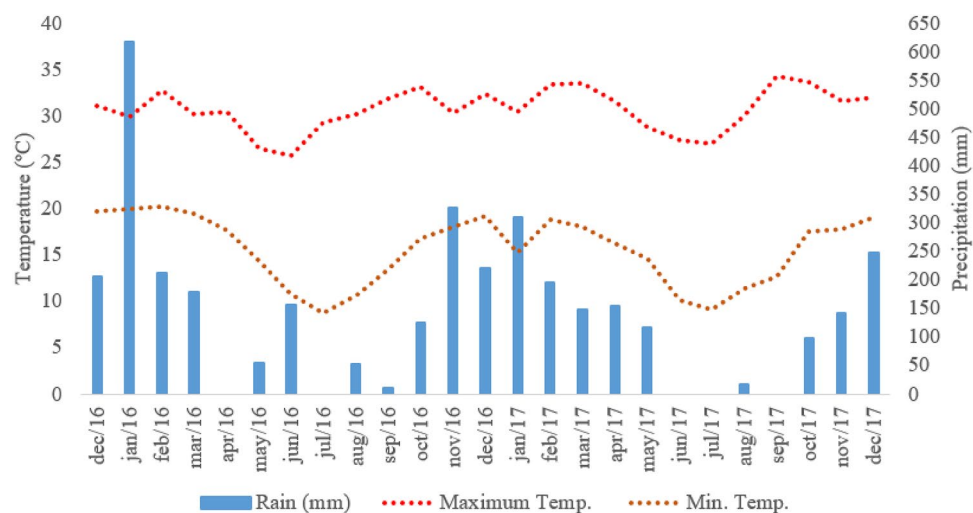 40
35
30
25
20
15
10
5
0
Temperature (ºC)
650
600
550
500
450
400
350
300
250
200
150
100
50
0
Precipitation (mm)
dec/16
jan/16
feb/16
mar/16
apr/16
may/16
jun/16
jul/16
aug/16
sep/16
oct/16
nov/16
dec/16
jan/17
feb/17
mar/17
apr/17
may/17
jun/17
jul/17
aug/17
sep/17
oct/17
nov/17
dec/17
Rain (mm) Maximum Temp. Min. Temp.